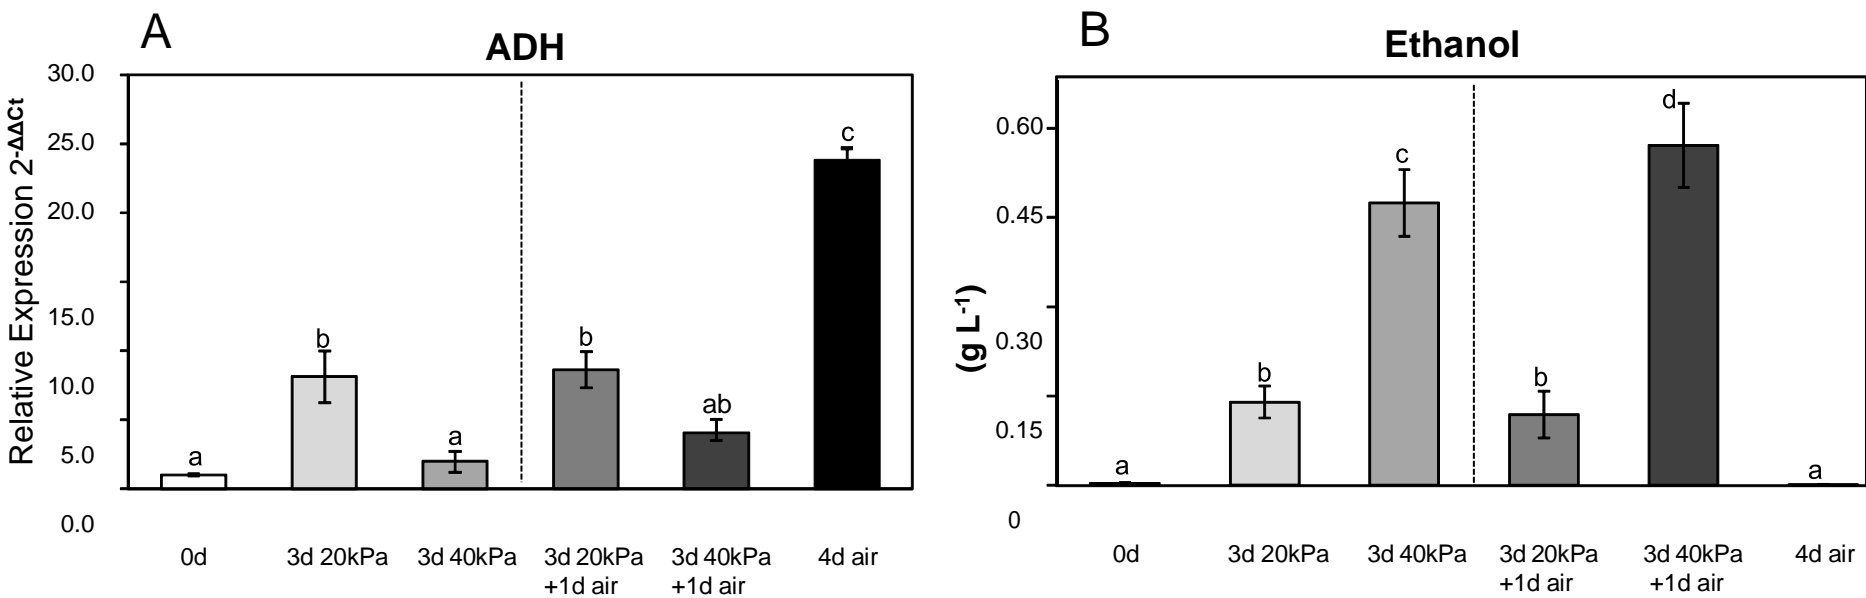 A
ADH
Relative Expression 2-ΔΔCt
30.0
25.0
20.0
15.0
10.0
5.0
0.0
a
b
a
b
ab
c
0d
3d 20kPa
3d 40kPa
3d 20kPa
+1d air
3d 40kPa
+1d air
4d air
B
Ethanol
(g L-1)
0.60
0.45
0.30
0.15
0
a
b
c
b
d
a
0d
3d 20kPa
3d 40kPa
3d 20kPa
+1d air
3d 40kPa
+1d air
4d air